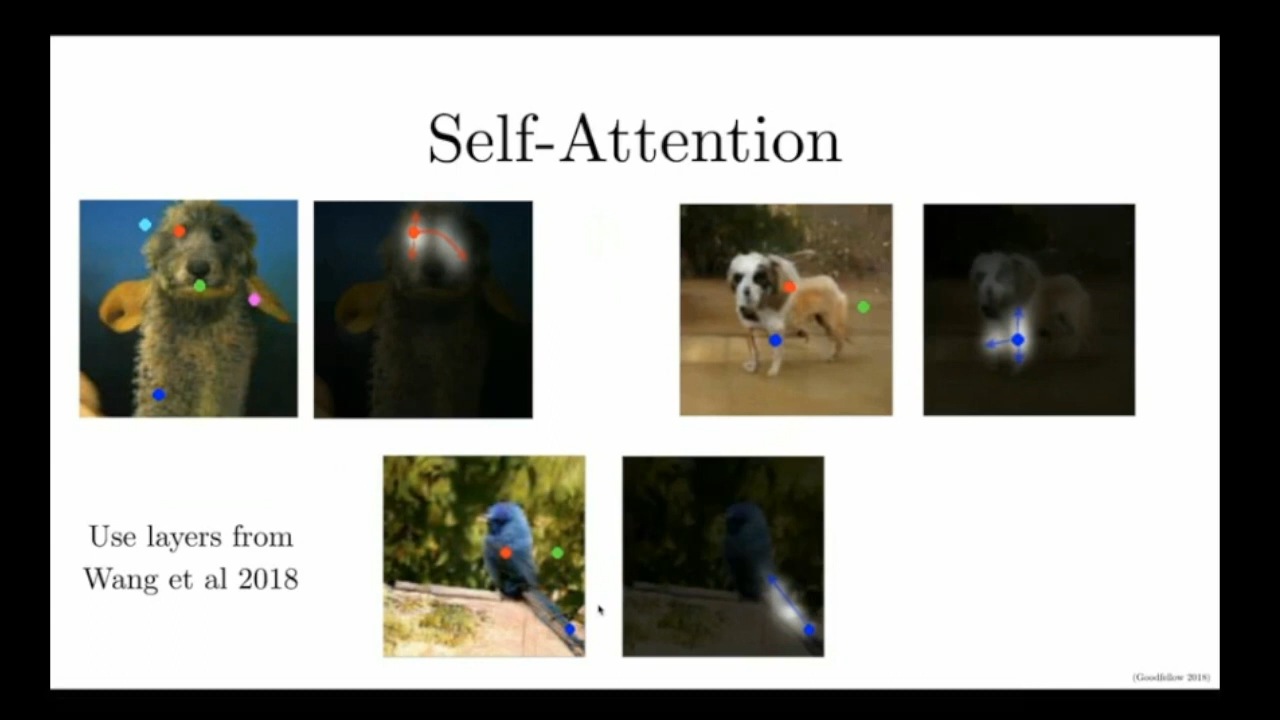 Self-Attention
Use layers from
Wang et al 2018
(Goodfellow 2018)